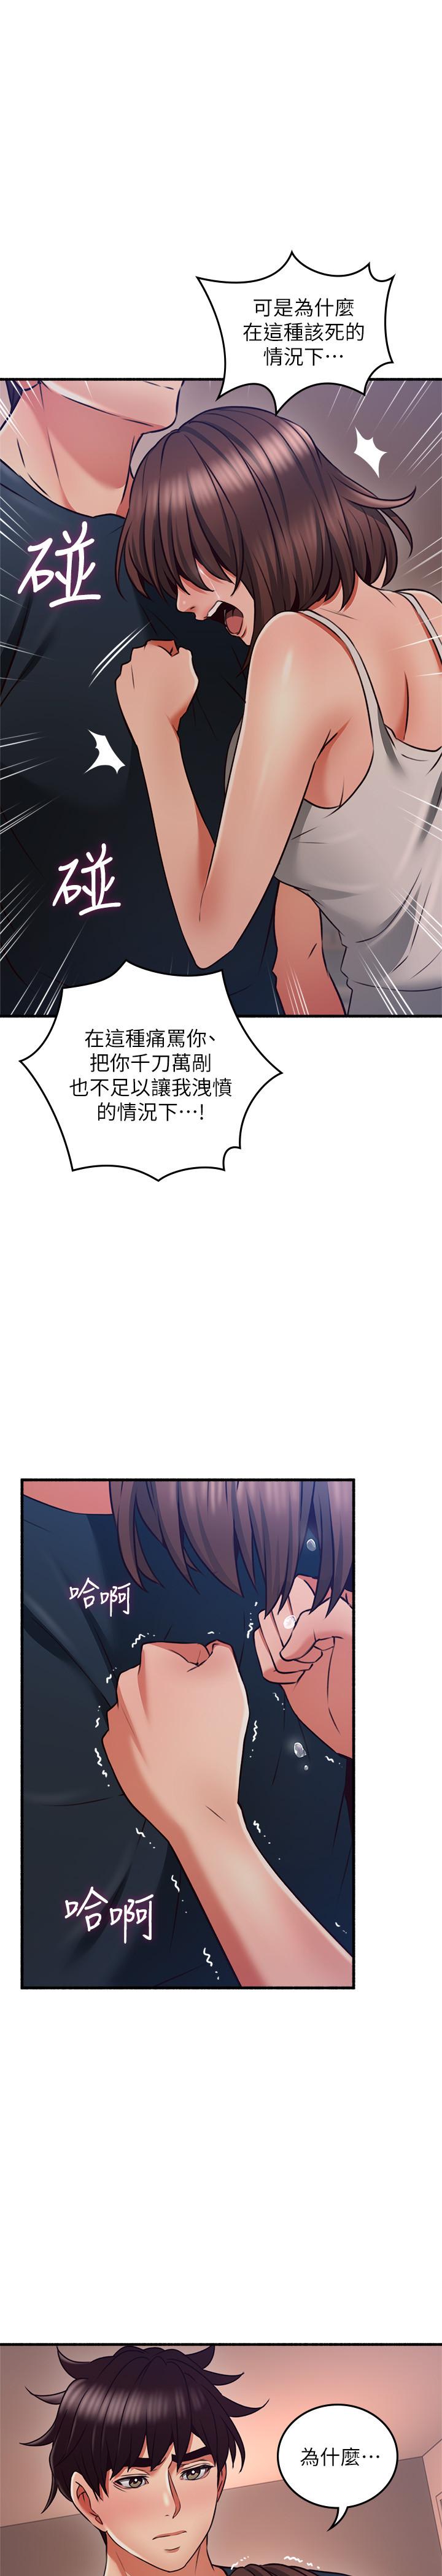 可是為什麼
在這種該死的
情況下…
碰
碰
在這種痛罵你、
把你千刀萬剮
也不足以讓我洩憤
的情況下…!
哈啊
哈啊
為什麼…